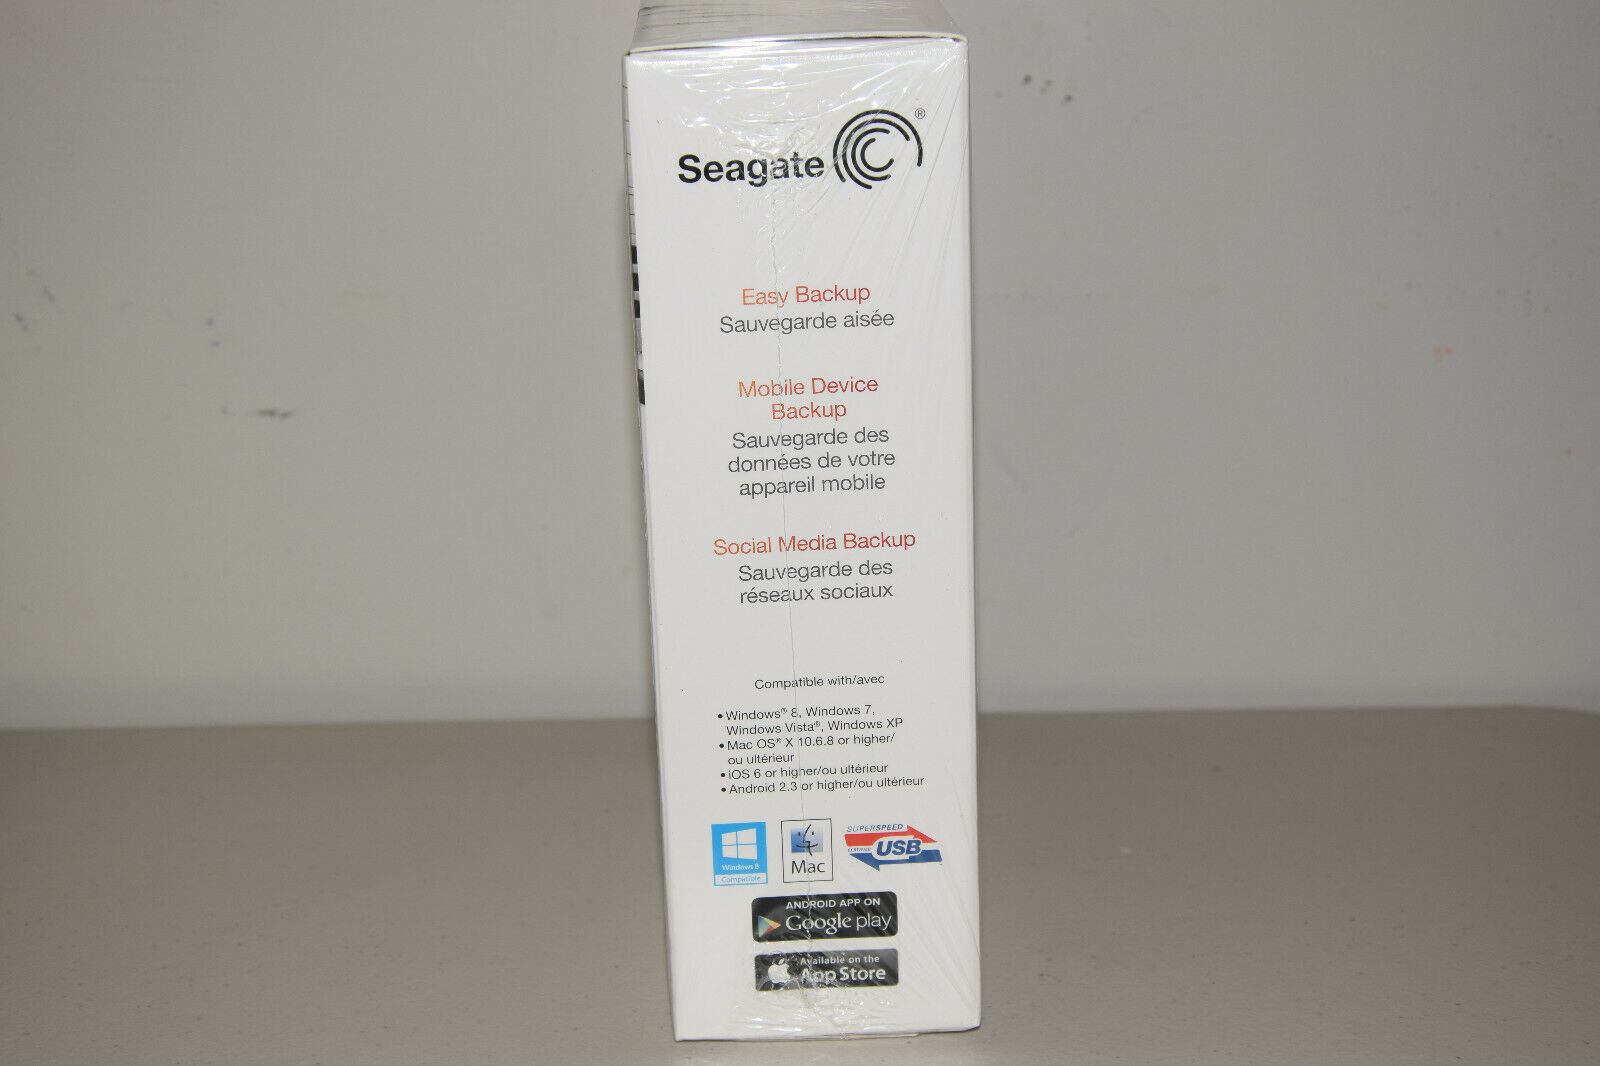 Seagate ®
Easy Backup
Sauvegarde aisée
Mobile Device
Backup
Sauvegarde des
données de votre
appareil mobile
Social Media Backup
Sauvegarde des
réseaux sociaux
Compatible with/avec
• Windows® 8, Windows 7,
Windows Vista®, Windows XP
• Mac OS® X 10.6.8 or higher/
ou ultérieur
• iOS 6 or higher/ou ultérieur
• Android 2.3 or higher/ou ultérieur
Windows 8
Compatible
Mac
SUPERSPEED
CERTIFIED USB
ANDROID APP ON
Google play
Available on the
App Store